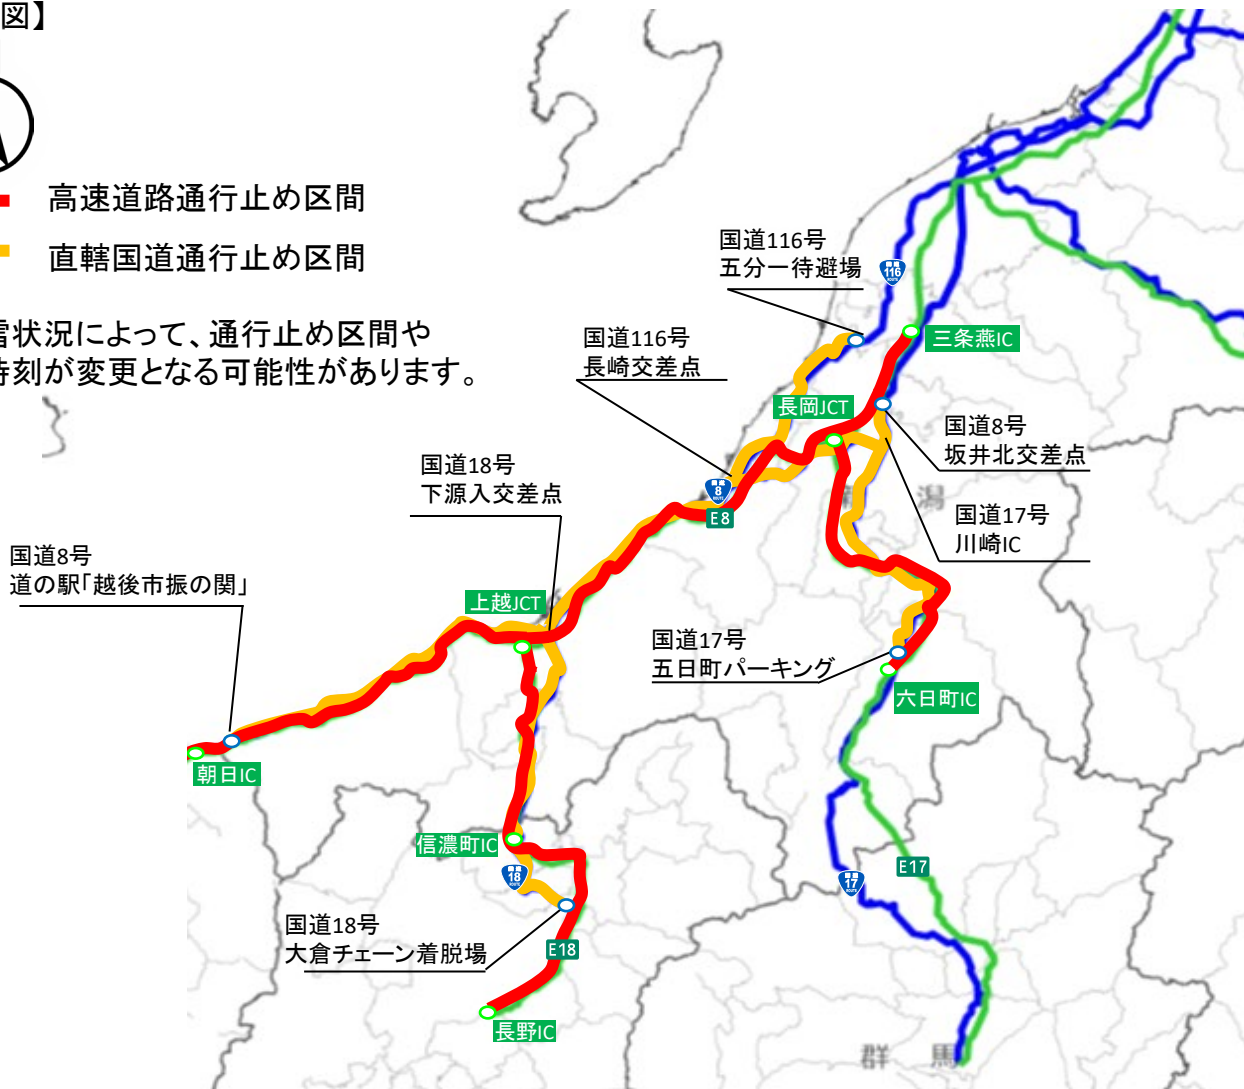 図】
高速道路通行止め区間
直轄国道通行止め区間
雪状況によって、通行止め区間や
時刻が変更となる可能性があります。
国道116号
五分一待避場
116
三条燕IC
国道116号
長崎交差点
長岡JCT
国道8号
坂井北交差点
国道18号
下源入交差点
8
E8
潟
国道17号
川崎IC
国道8号
道の駅「越後市振の関」
上越JCT
国道17号
五日町パーキング
六日町IC
朝日IC
信濃町IC
18
E17
17
国道18号
大倉チェーン着脱場
E18
長野IC
群馬